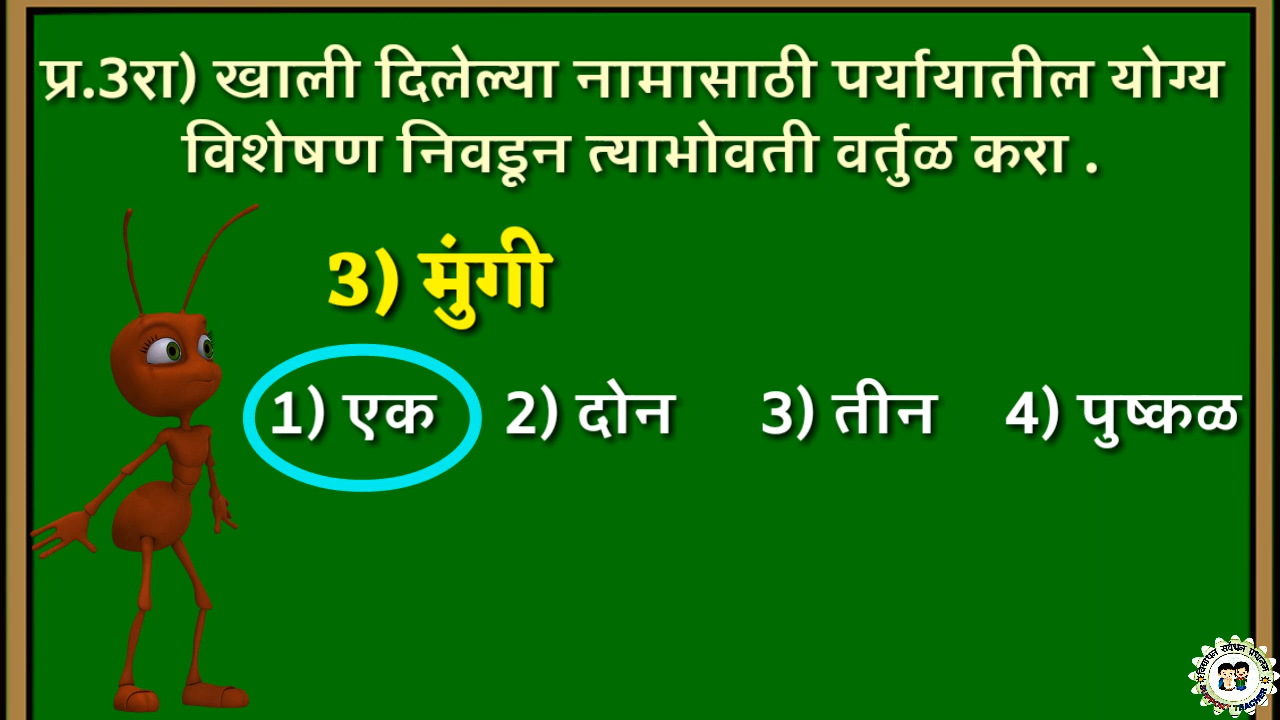 प्र.3रा) खाली दिलेल्या नामासाठी पर्यायातील योग्य
विशेषण निवडून त्याभोवती वर्तुळ करा .
3) मुंगी
1) एक 2) दोन 3) तीन 4) पुष्कळ